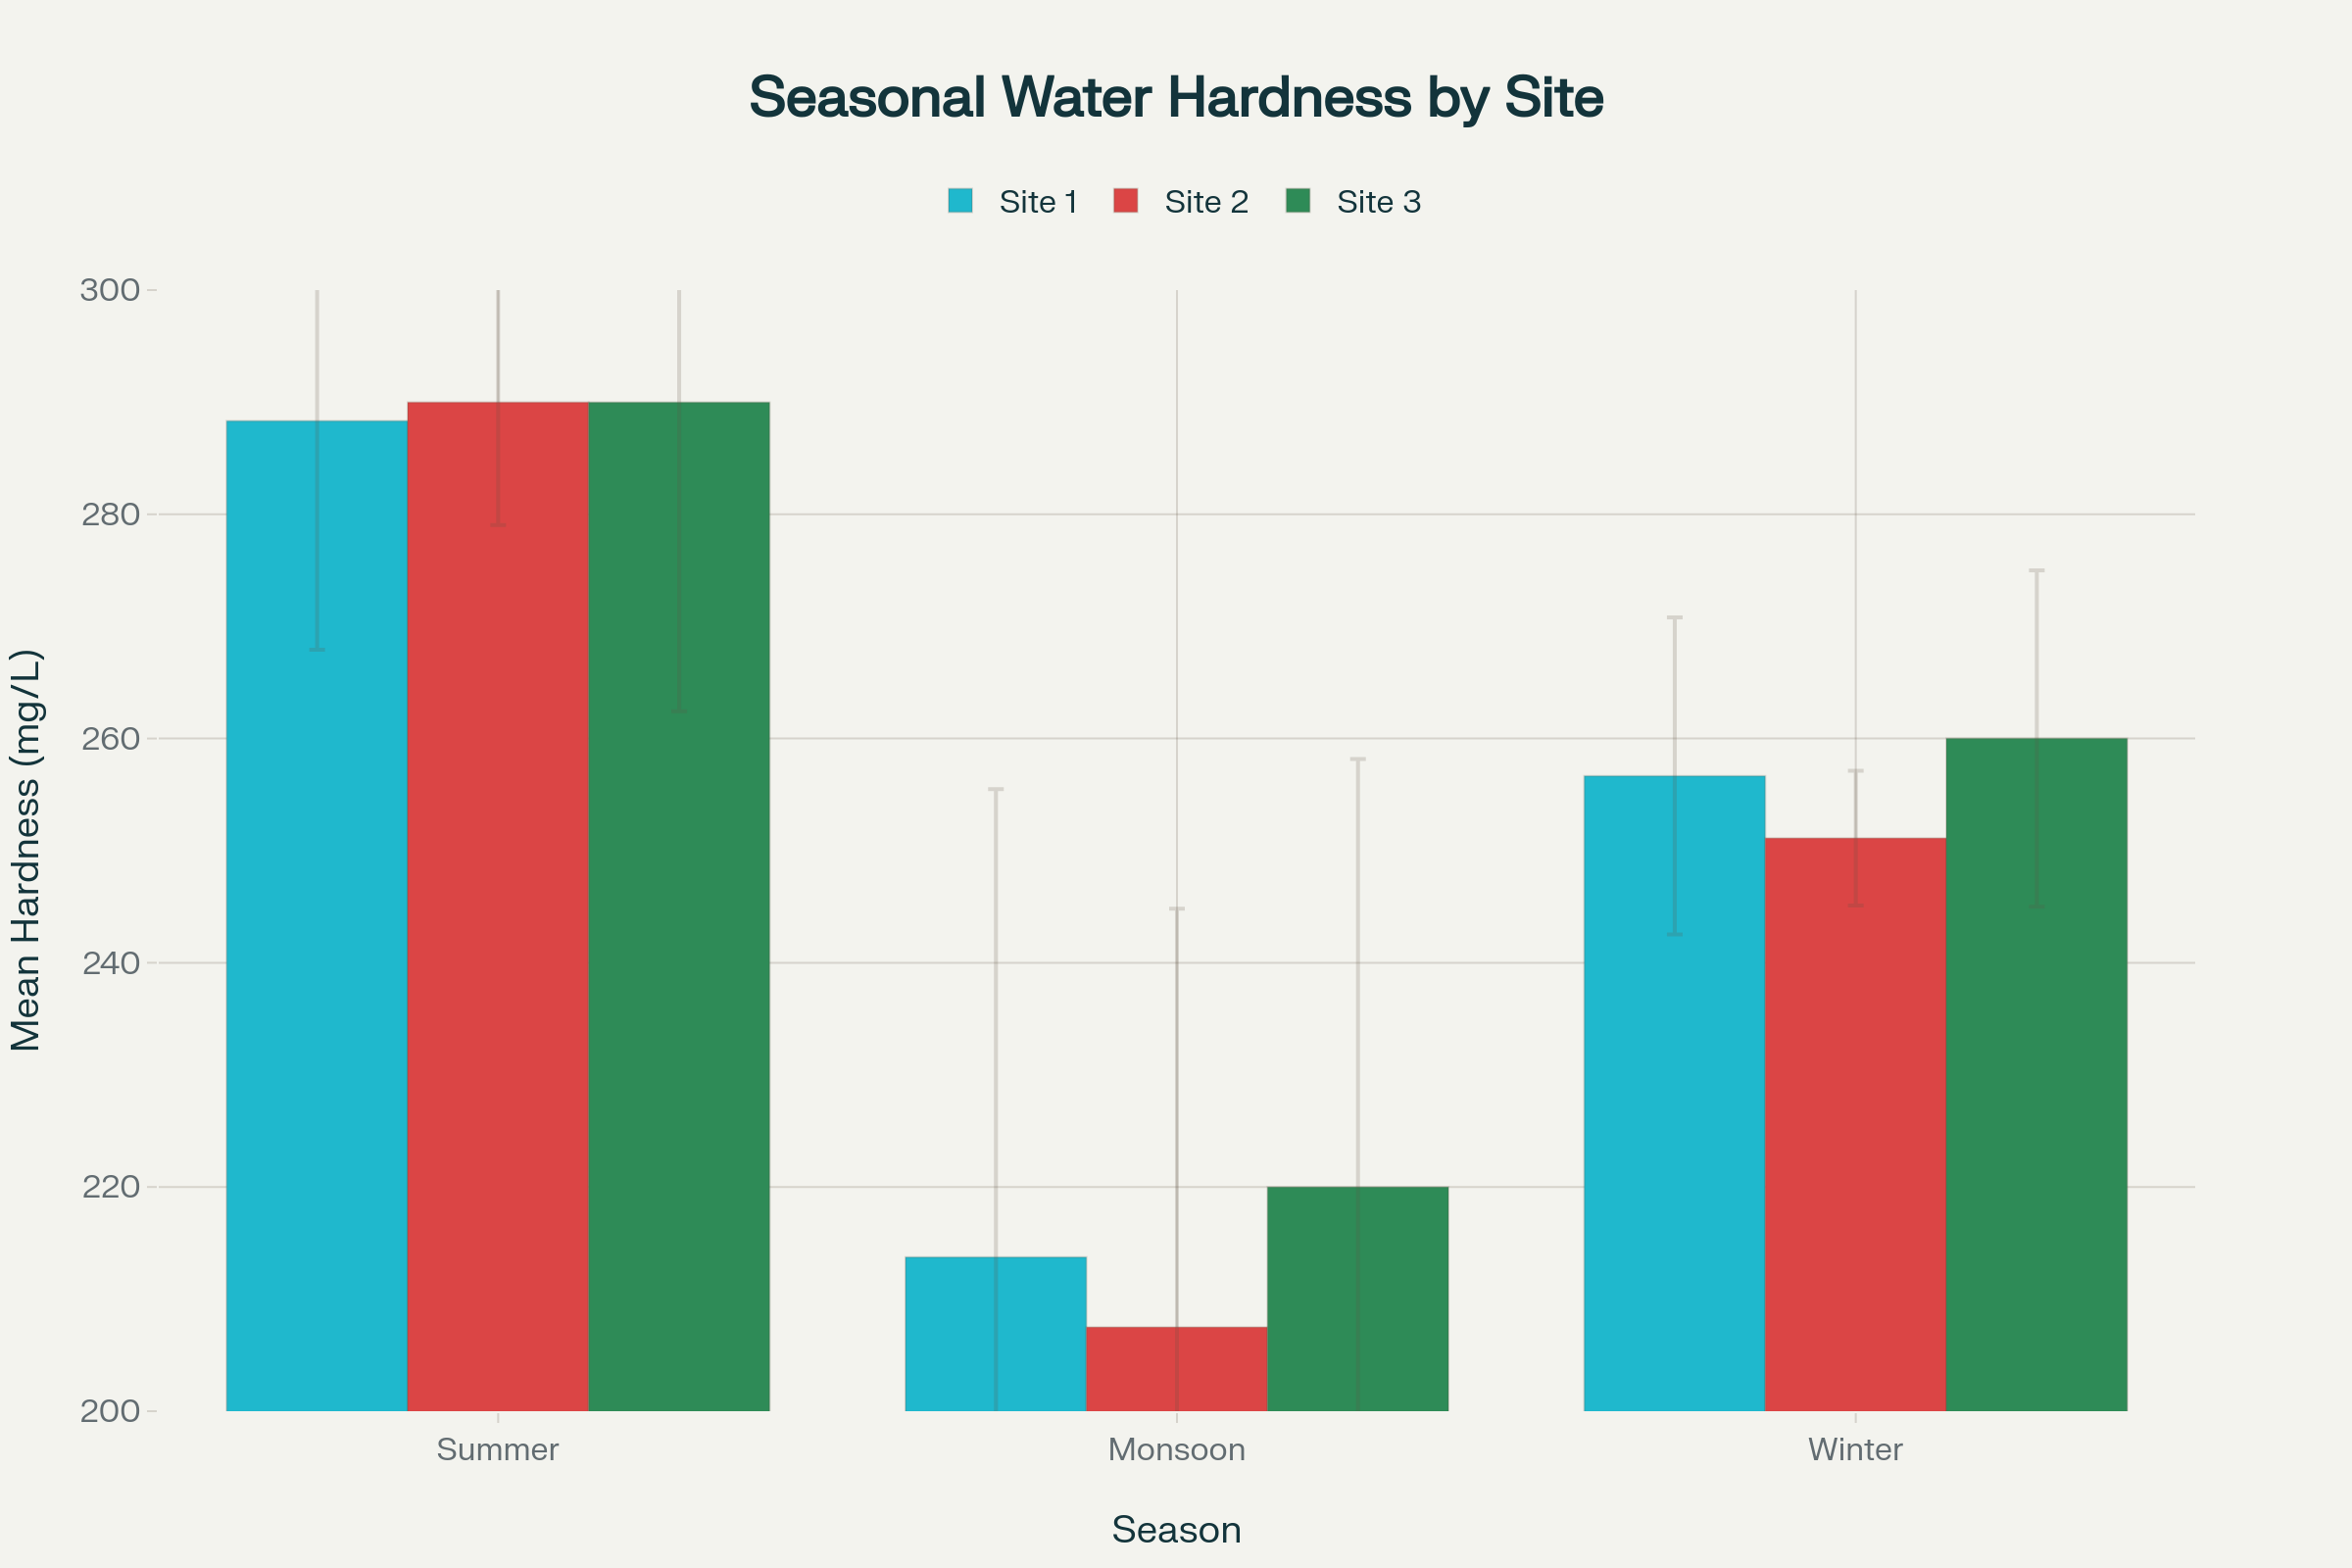 Seasonal Water Hardness by Site
Site 1
Site 2
Site 3
300
280
260
240
220
200
Mean Hardness (mg/L)
Summer
Monsoon
Winter
Season